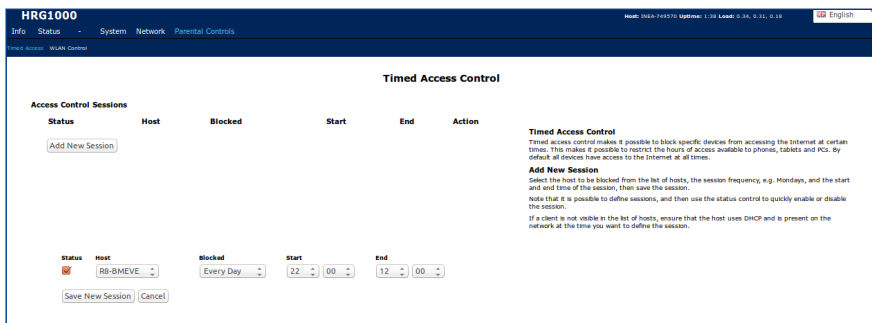 HRG1000
Host: INEA-749570 Uptime: 1:38 Load: 0.34, 0.31, 0.18
English
Info Status - System Network Parental Controls
Timed Access WLAN Control
Timed Access Control
Access Control Sessions
Status Host Blocked Start End Action
Add New Session
Timed Access Control
Timed access control makes it possible to block specific devices from accessing the Internet at certain
times. This makes it possible to restrict the hours of access available to phones, tablets and PCs. By
default all devices have access to the Internet at all times.
Add New Session
Select the host to be blocked from the list of hosts, the session frequency, e.g. Mondays, and the start
and end time of the session, then save the session.
Note that it is possible to define sessions, and then use the status control to quickly enable or disable
the session.
If a client is not visible in the list of hosts, ensure that the host uses DHCP and is present on the
network at the time you want to define the session.
Status Host Blocked Start End
R8-BMEVE Every Day 22 00 12 00
Save New Session Cancel